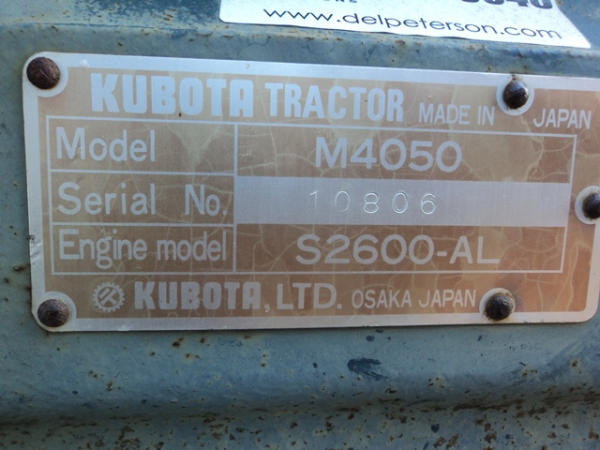 www.delpeterson.com
KUBOTA TRACTOR MADE IN JAPAN
Model M4050
Serial No. 10806
Engine model S2600-AL
KUBOTA, LTD. OSAKA JAPAN